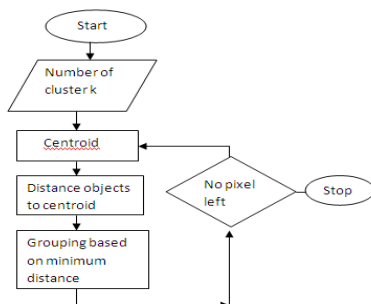 Start
Number of
cluster k
Centroid
Distance objects
to centroid
Grouping based
on minimum
distance
No pixel
left
Stop